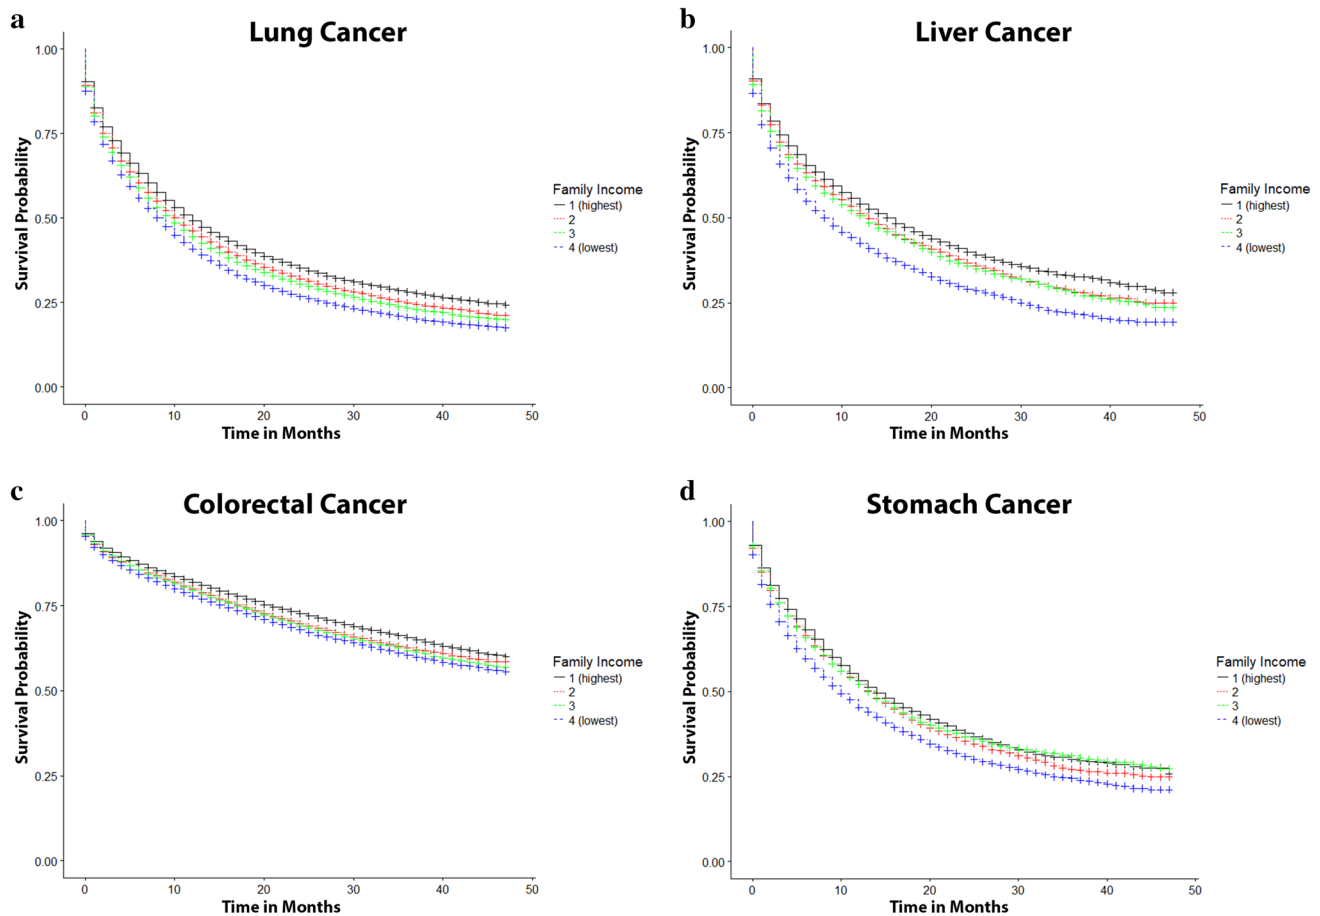 a
Lung Cancer
1.00
0.75
0.50
0.25
0.00
Survival Probability
0 10 20 30 40 50
Time in Months
Family Income
1 (highest)
2
3
4 (lowest)
b
Liver Cancer
1.00
0.75
0.50
0.25
0.00
Survival Probability
0 10 20 30 40 50
Time in Months
Family Income
1 (highest)
2
3
4 (lowest)
c
Colorectal Cancer
1.00
0.75
0.50
0.25
0.00
Survival Probability
0 10 20 30 40 50
Time in Months
Family Income
1 (highest)
2
3
4 (lowest)
d
Stomach Cancer
1.00
0.75
0.50
0.25
0.00
Survival Probability
0 10 20 30 40 50
Time in Months
Family Income
1 (highest)
2
3
4 (lowest)